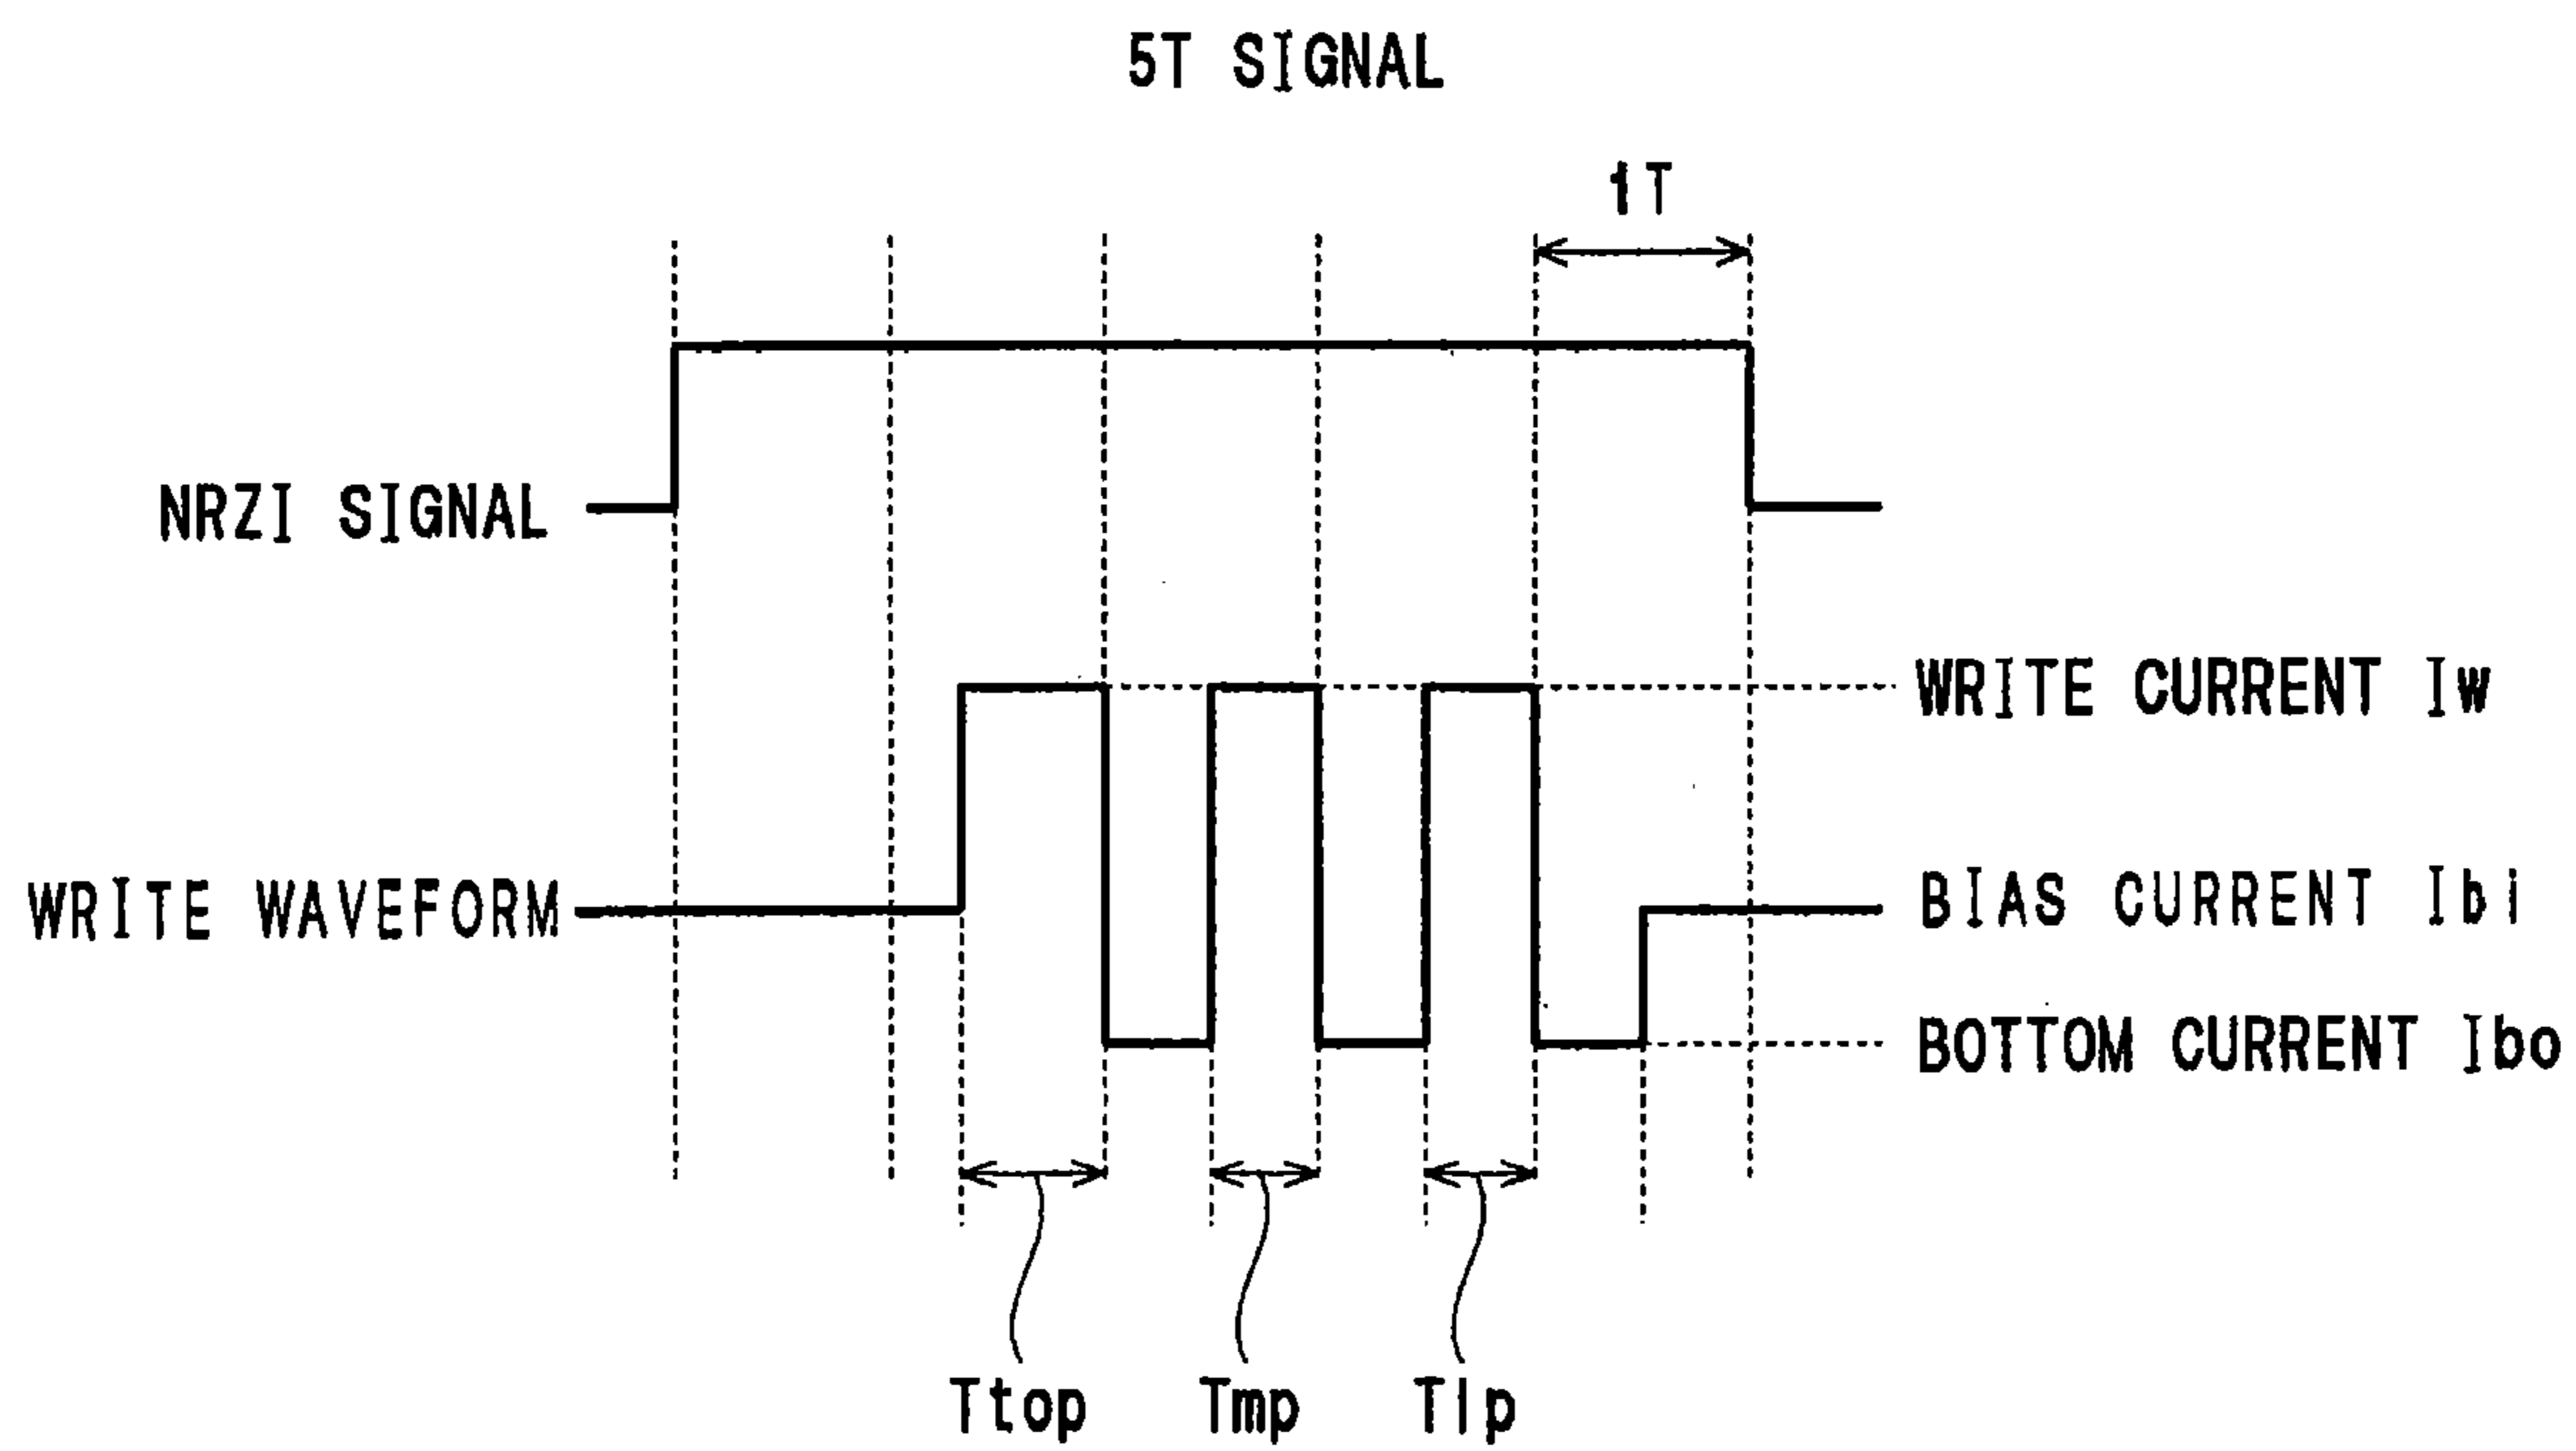 5T SIGNAL
1T
NRZI SIGNAL
WRITE CURRENT Iw
WRITE WAVEFORM
BIAS CURRENT Ibi
BOTTOM CURRENT Ibo
Ttop
Tmp
Tlp